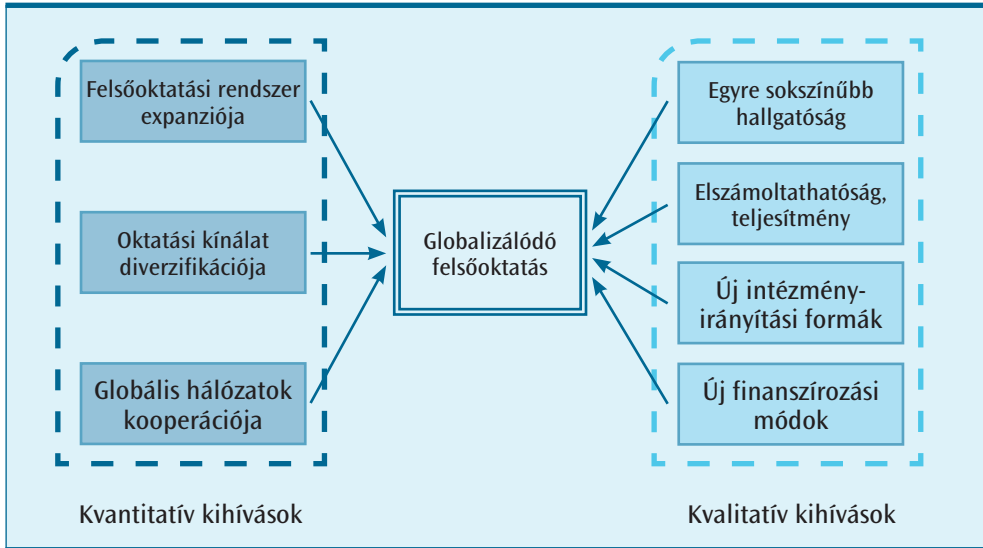 Felsőoktatási rendszer
expanziója
Oktatási kínálat
diverzifikációja
Globális hálózatok
kooperációja
Kvantitatív kihívások
Globalizálódó
felsőoktatás
Egyre sokszínűbb
hallgatóság
Elszámoltathatóság,
teljesítmény
Új intézmény-
irányítási formák
Új finanszírozási
módok
Kvalitatív kihívások